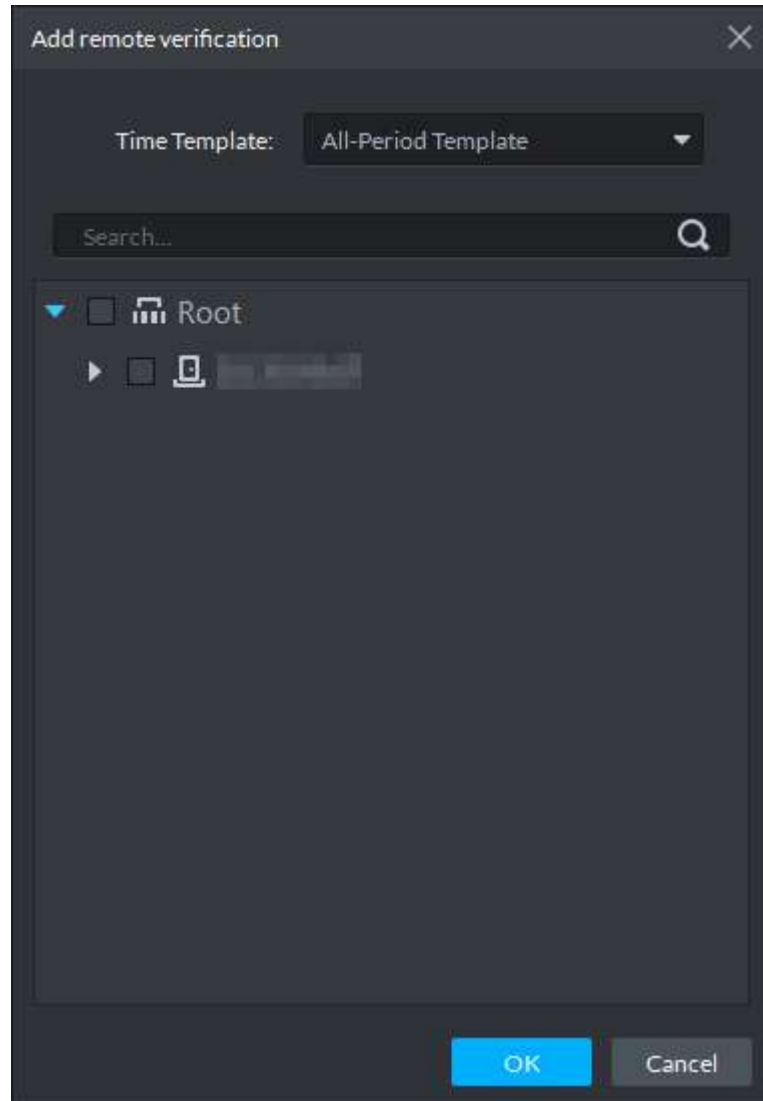 Add remote verification
Time Template: All-Period Template
Search...
Root
OK Cancel